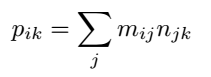 p_{ik} = \sum_{j} m_{ij} n_{jk}